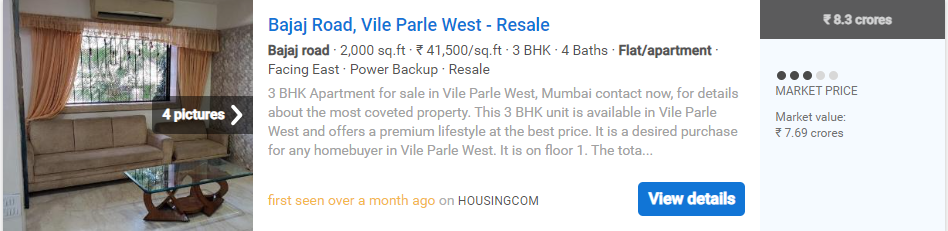 4 pictures
Bajaj Road, Vile Parle West - Resale
Bajaj road · 2,000 sq.ft · ₹ 41,500/sq.ft · 3 BHK · 4 Baths · Flat/apartment ·
Facing East · Power Backup · Resale
3 BHK Apartment for sale in Vile Parle West, Mumbai contact now, for details
about the most coveted property. This 3 BHK unit is available in Vile Parle
West and offers a premium lifestyle at the best price. It is a desired purchase
for any homebuyer in Vile Parle West. It is on floor 1. The tota...
first seen over a month ago on HOUSINGCOM
View details
₹ 8.3 crores
MARKET PRICE
Market value:
₹ 7.69 crores